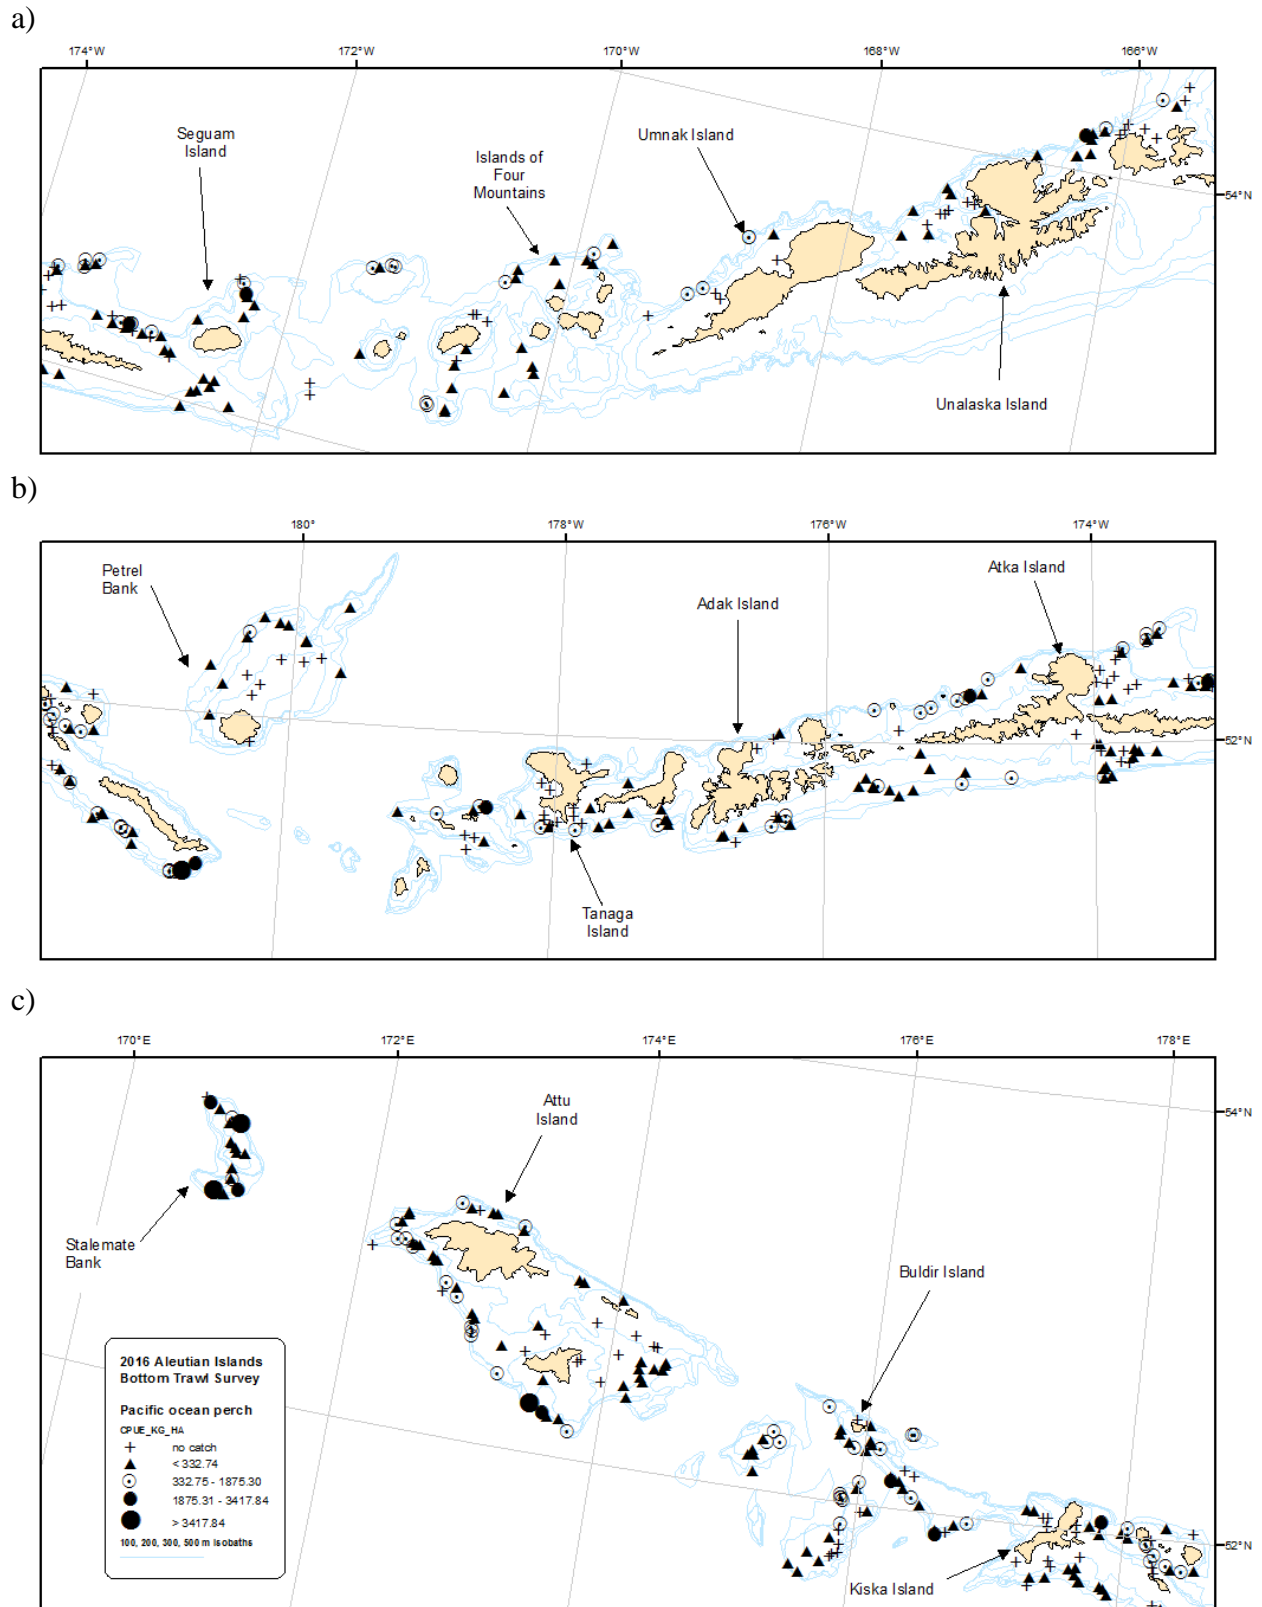 a)
174°W
172°W
170°W
168°W
166°W
Seguam
Island
Islands of
Four
Mountains
Umnak Island
54°N
Unalaska Island
b)
180°
178°W
176°W
174°W
Petrel
Bank
Adak Island
Atka Island
52°N
Tanaga
Island
c)
170°E
172°E
174°E
176°E
178°E
54°N
Attu
Island
Stalemate
Bank
Buldir Island
52°N
Kiska Island
2016 Aleutian Islands
Bottom Trawl Survey
Pacific ocean perch
CPUE_KG_HA
no catch
< 332.74
332.75 - 1875.30
1875.31 - 3417.84
> 3417.84
100, 200, 300, 500 m isobaths